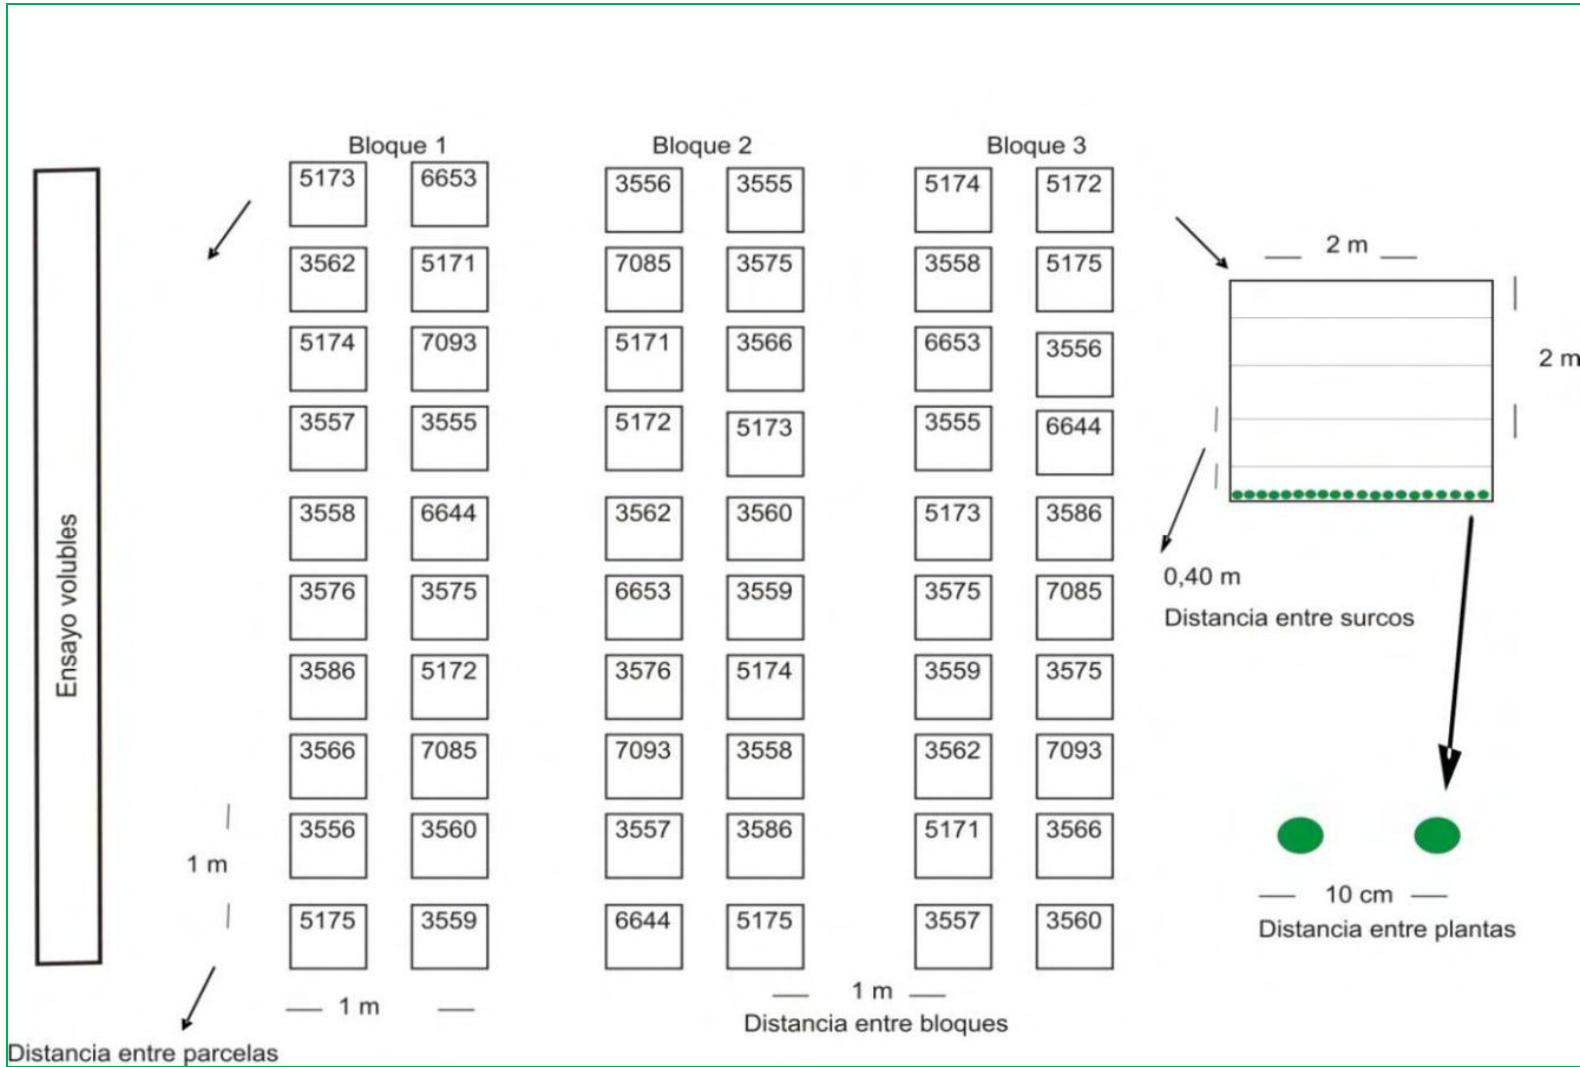 Bloque 1
Bloque 2
Bloque 3
5173 6653 3556 3555 5174 5172
3562 5171 7085 3575 3558 5175
5174 7093 5171 3566 6653 3556
3557 3555 5172 5173 3555 6644
3558 6644 3562 3560 5173 3586
3576 3575 6653 3559 3575 7085
3586 5172 3576 5174 3559 3575
3566 7085 7093 3558 3562 7093
3556 3560 3557 3586 5171 3566
5175 3559 6644 5175 3557 3560
Ensayo volubles
1 m
Distancia entre parcelas
1 m
1 m
Distancia entre bloques
2 m
2 m
0,40 m
Distancia entre surcos
10 cm
Distancia entre plantas